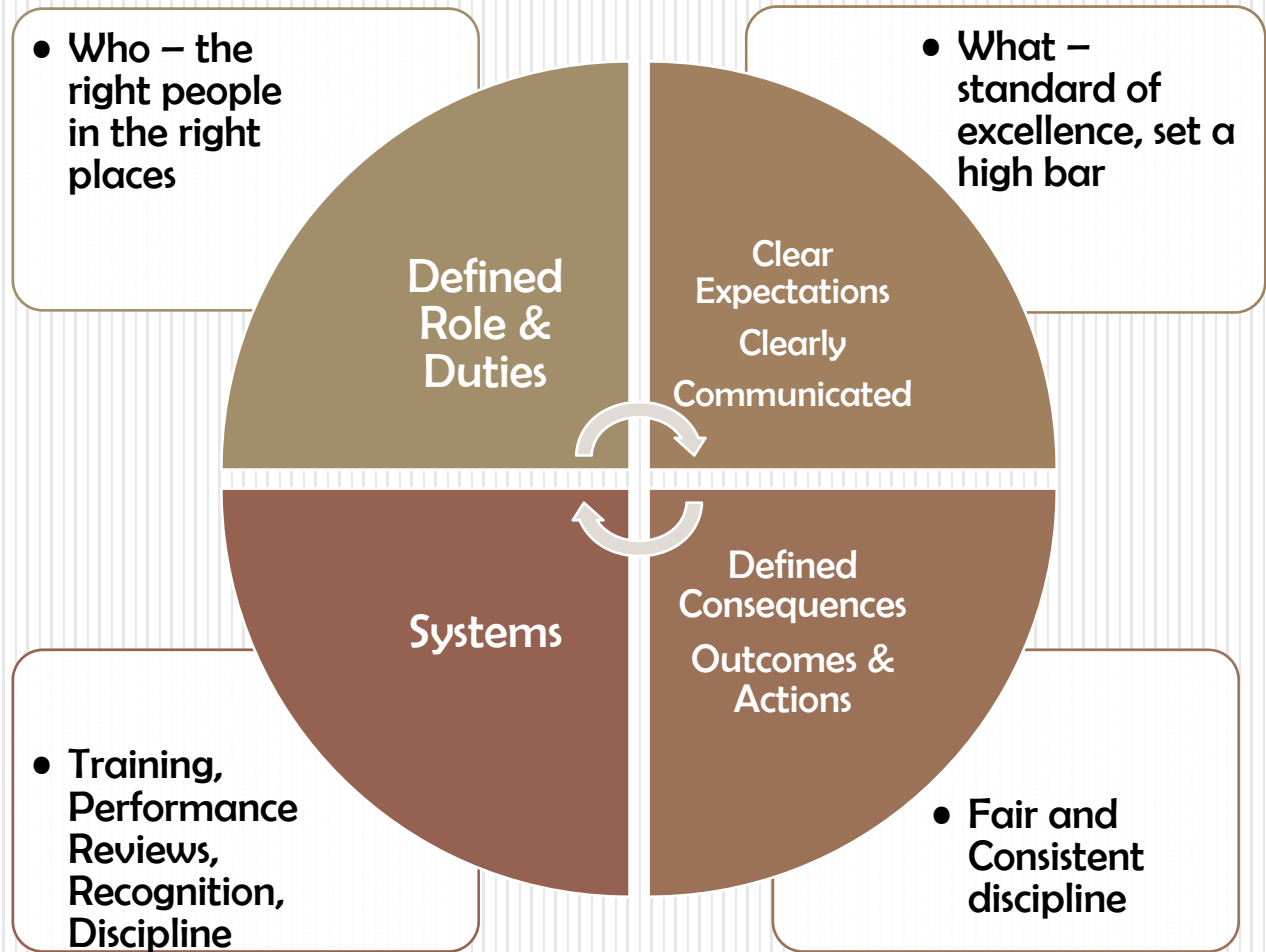 • Who – the
right people
in the right
places
• What –
standard of
excellence, set a
high bar
Defined
Role &
Duties
Clear
Expectations
Clearly
Communicated
Systems
Defined
Consequences
Outcomes &
Actions
• Training,
Performance
Reviews,
Recognition,
Discipline
• Fair and
Consistent
discipline